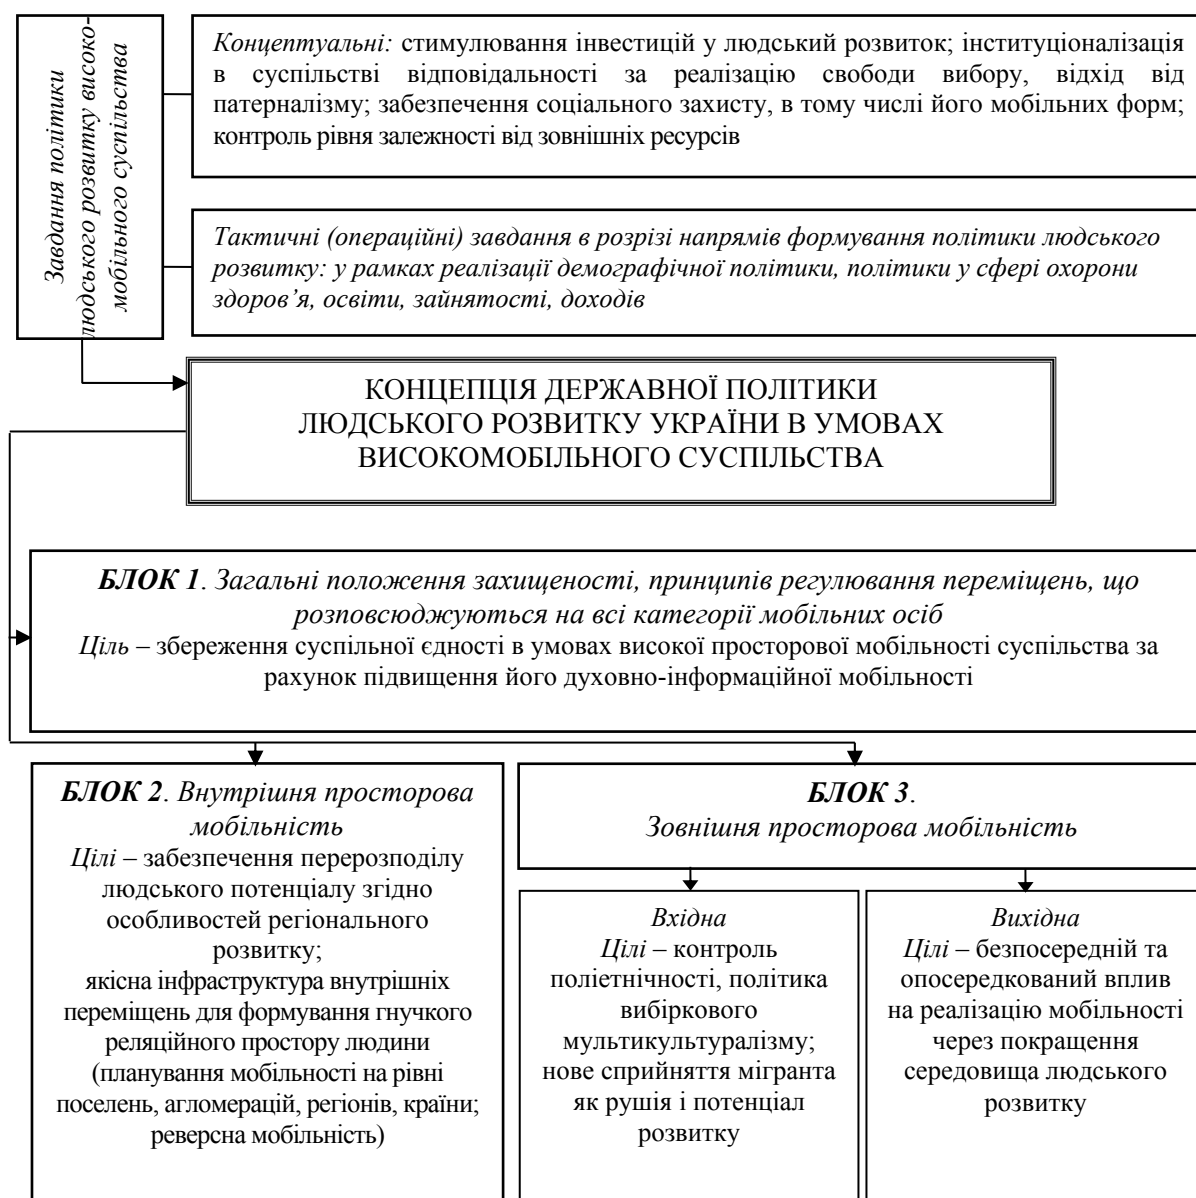 Завдання політики
людського розвитку високо-
мобільного суспільства
Концептуальні: стимулювання інвестицій у людський розвиток; інституціоналізація
в суспільстві відповідальності за реалізацію свободи вибору, відхід від
патерналізму; забезпечення соціального захисту, в тому числі його мобільних форм;
контроль рівня залежності від зовнішніх ресурсів
Тактичні (операційні) завдання в розрізі напрямів формування політики людського
розвитку: у рамках реалізації демографічної політики, політики у сфері охорони
здоров’я, освіти, зайнятості, доходів
КОНЦЕПЦІЯ ДЕРЖАВНОЇ ПОЛІТИКИ
ЛЮДСЬКОГО РОЗВИТКУ УКРАЇНИ В УМОВАХ
ВИСОКОМОБІЛЬНОГО СУСПІЛЬСТВА
БЛОК 1. Загальні положення захищеності, принципів регулювання переміщень, що
розповсюджуються на всі категорії мобільних осіб
Ціль – збереження суспільної єдності в умовах високої просторової мобільності суспільства за
рахунок підвищення його духовно-інформаційної мобільності
БЛОК 2. Внутрішня просторова
мобільність
Цілі – забезпечення перерозподілу
людського потенціалу згідно
особливостей регіонального
розвитку;
якісна інфраструктура внутрішніх
переміщень для формування гнучкого
реляційного простору людини
(планування мобільності на рівні
поселень, агломерацій, регіонів, країни;
реверсна мобільність)
БЛОК 3.
Зовнішня просторова мобільність
Вхідна
Цілі – контроль
поліетнічності, політика
вибіркового
мультикультуралізму;
нове сприйняття мігранта
як рушія і потенціал
розвитку
Вихідна
Цілі – безпосередній та
опосередкований вплив
на реалізацію мобільності
через покращення
середовища людського
розвитку